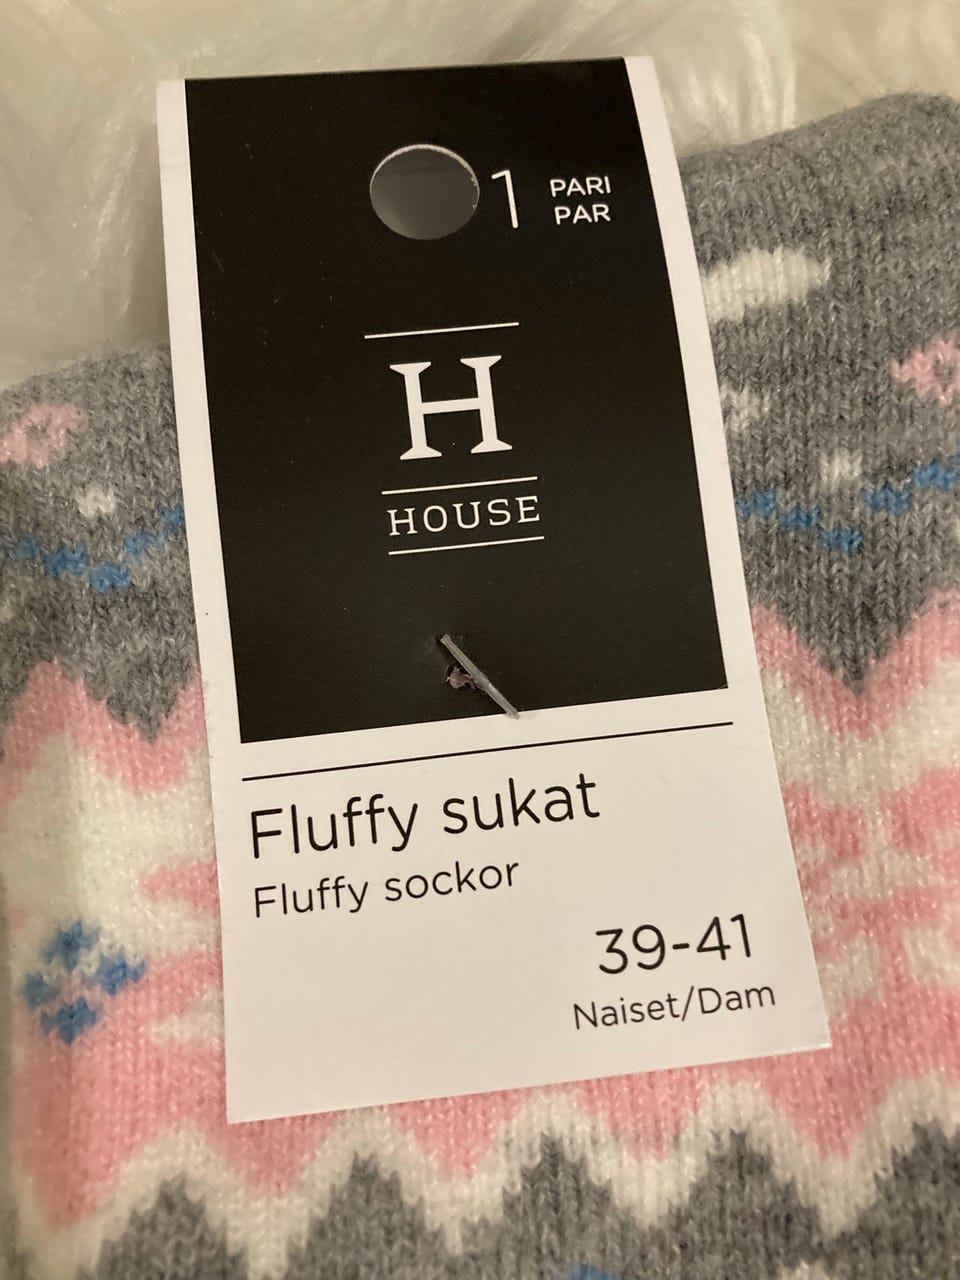 1 PARI
PAR
H
HOUSE
Fluffy sukat
Fluffy sockor
39-41
Naiset/Dam